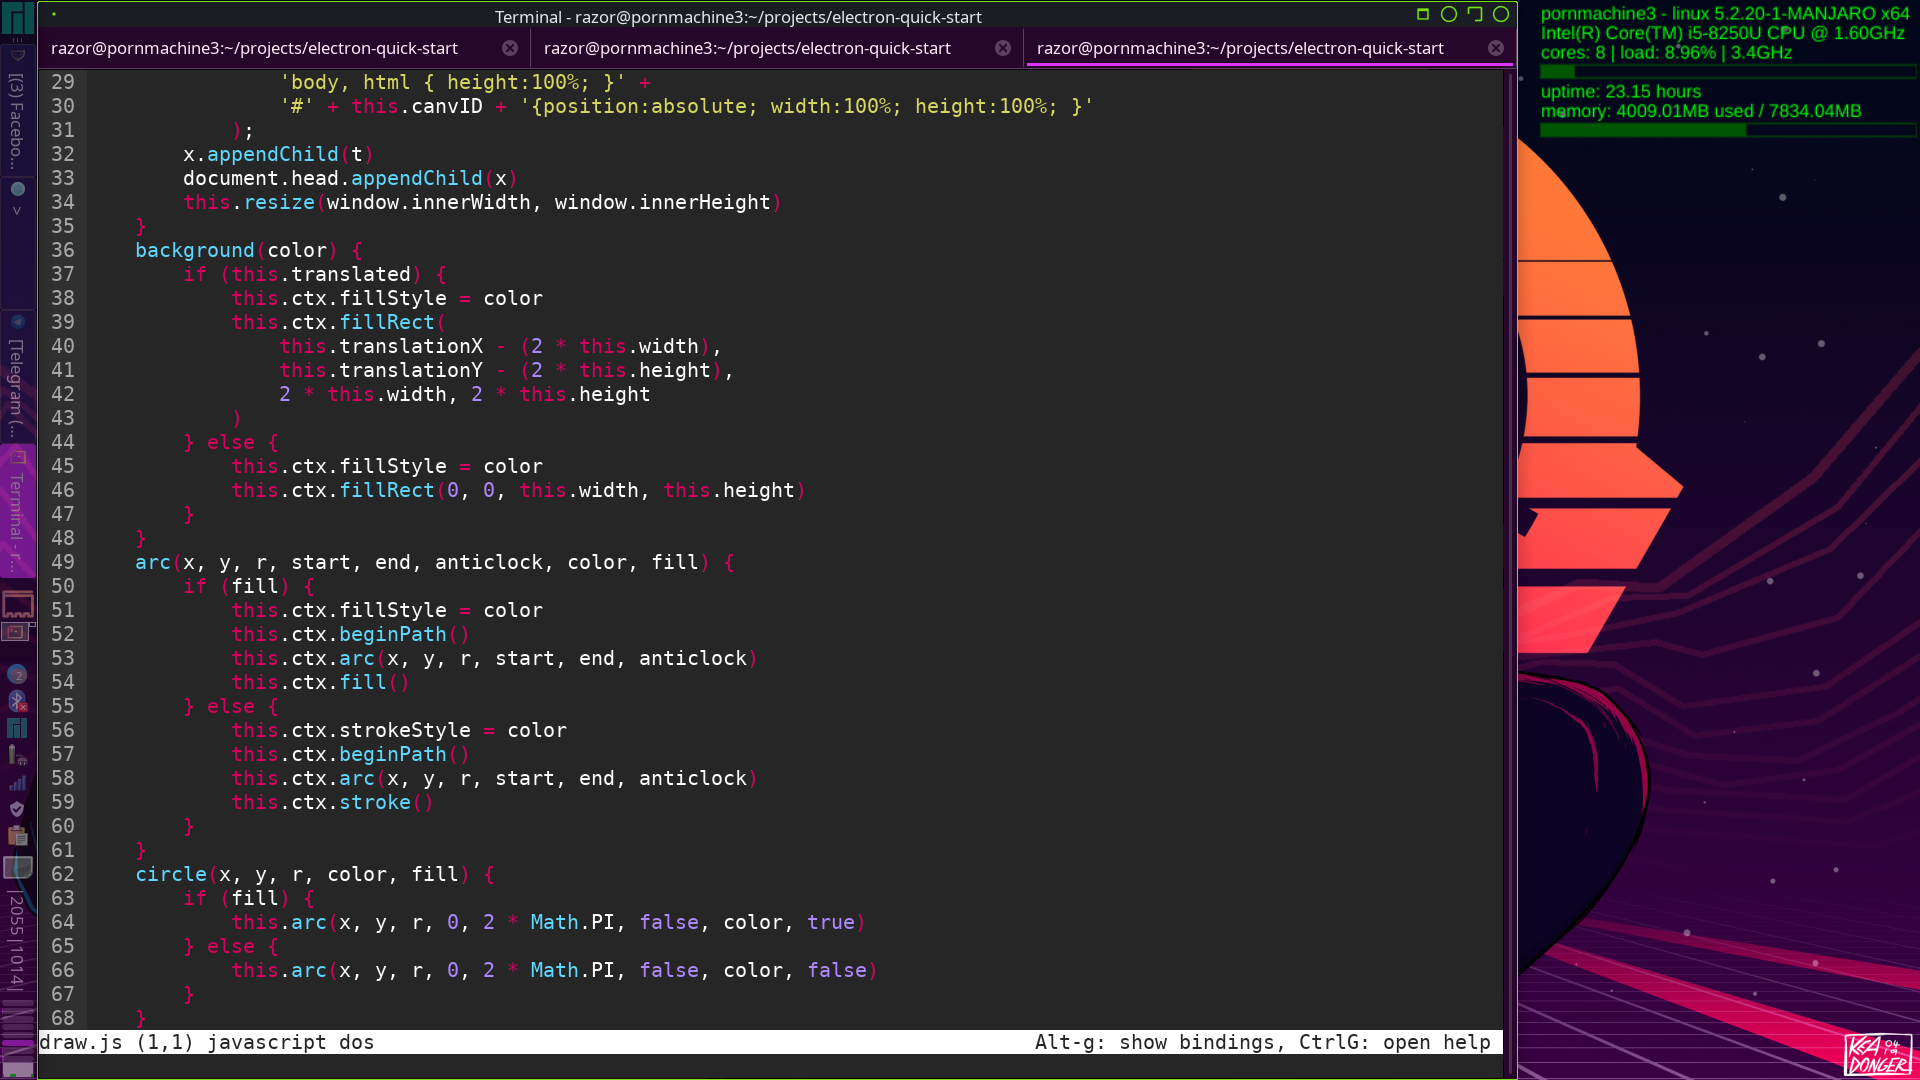 Terminal - razor@pornmachine3:~/projects/electron-quick-start
razor@pornmachine3:~/projects/electron-quick-start
razor@pornmachine3:~/projects/electron-quick-start
razor@pornmachine3:~/projects/electron-quick-start
29 'body, html { height:100%; }' +
30 '#' + this.canvID + '{position:absolute; width:100%; height:100%; }'
31 );
32 x.appendChild(t)
33 document.head.appendChild(x)
34 this.resize(window.innerWidth, window.innerHeight)
35 }
36 background(color) {
37 if (this.translated) {
38 this.ctx.fillStyle = color
39 this.ctx.fillRect(
40 this.translationX - (2 * this.width),
41 this.translationY - (2 * this.height),
42 2 * this.width, 2 * this.height
43 )
44 } else {
45 this.ctx.fillStyle = color
46 this.ctx.fillRect(0, 0, this.width, this.height)
47 }
48 }
49 arc(x, y, r, start, end, anticlock, color, fill) {
50 if (fill) {
51 this.ctx.fillStyle = color
52 this.ctx.beginPath()
53 this.ctx.arc(x, y, r, start, end, anticlock)
54 this.ctx.fill()
55 } else {
56 this.ctx.strokeStyle = color
57 this.ctx.beginPath()
58 this.ctx.arc(x, y, r, start, end, anticlock)
59 this.ctx.stroke()
60 }
61 }
62 circle(x, y, r, color, fill) {
63 if (fill) {
64 this.arc(x, y, r, 0, 2 * Math.PI, false, color, true)
65 } else {
66 this.arc(x, y, r, 0, 2 * Math.PI, false, color, false)
67 }
68 }
draw.js (1,1) javascript dos
Alt-g: show bindings, CtrlG: open help
pornmachine3 - linux 5.2.20-1-MANJARO x64
Intel(R) Core(TM) i5-8250U CPU @ 1.60GHz
cores: 8 | load: 8.96% | 3.4GHz
uptime: 23.15 hours
memory: 4009.01MB used / 7834.04MB
[(3) Facebo...
[Telegram (...
Terminal - r...
2
|2055|1014|
KEA
04
19
DONGER